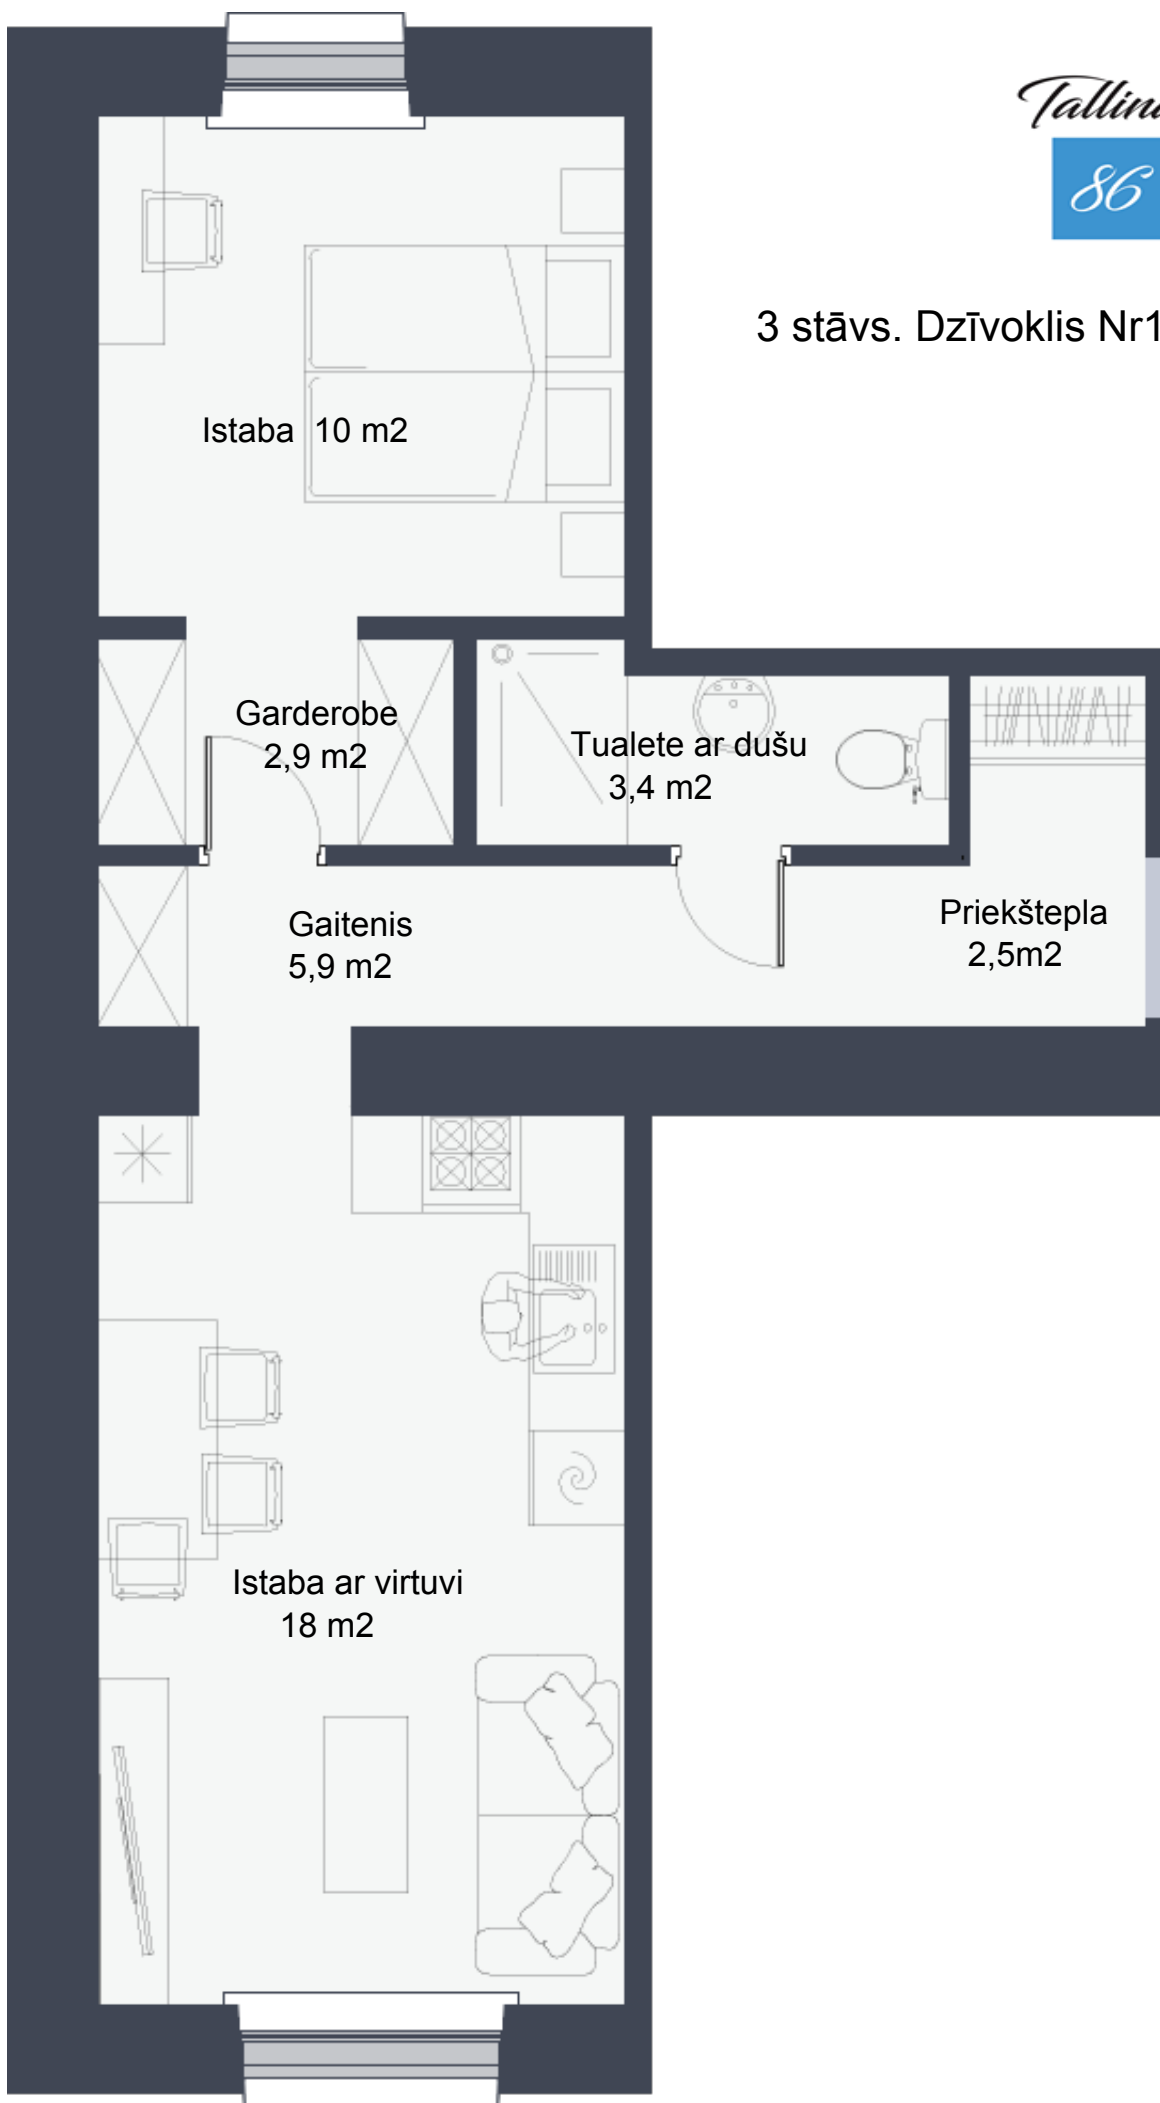 86
3 stāvs. Dzīvoklis Nr1
Istaba 10 m2
Garderobe
2,9 m2
Tualete ar dušu
3,4 m2
Gaitenis
5,9 m2
Priekštepla
2,5m2
Istaba ar virtuvi
18 m2